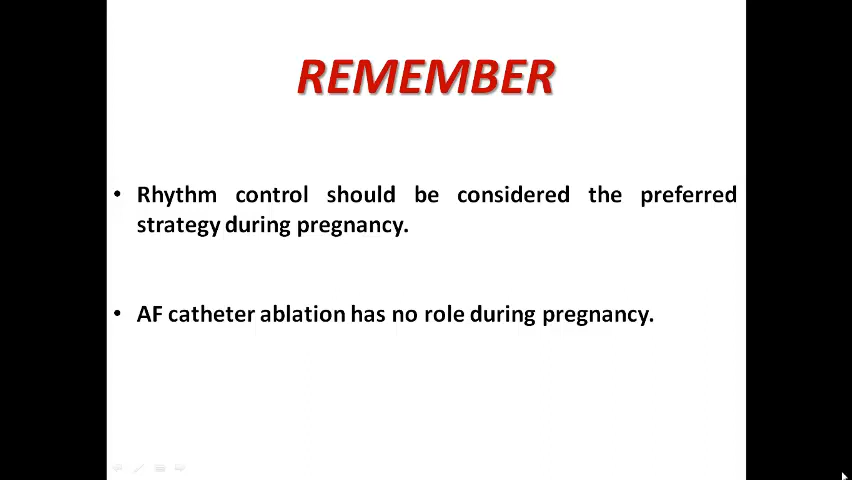 REMEMBER
• Rhythm control should be considered the preferred
strategy during pregnancy.
• AF catheter ablation has no role during pregnancy.